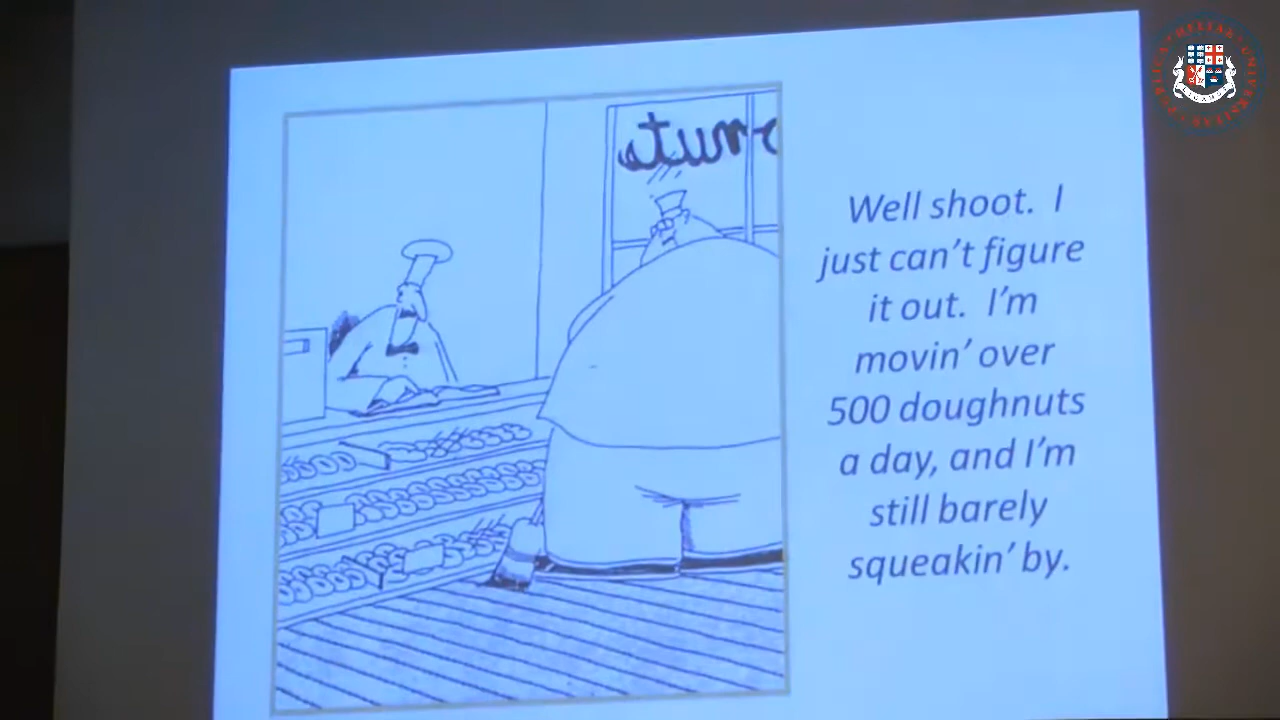 Well shoot. I
just can't figure
it out. I'm
movin' over
500 doughnuts
a day, and I'm
still barely
squeakin' by.